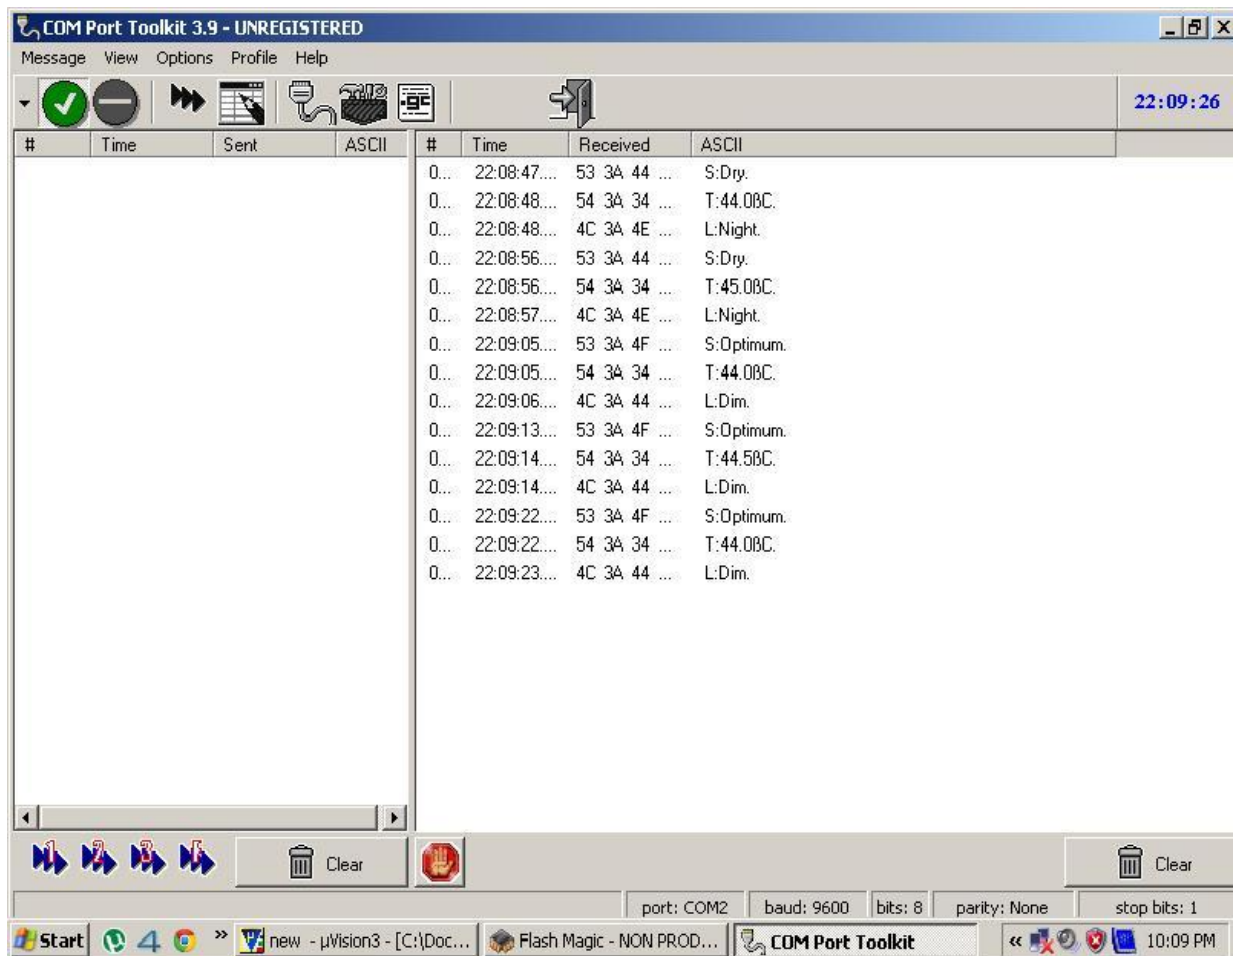 COM Port Toolkit 3.9 - UNREGISTERED
Message View Options Profile Help
22:09:26
# Time Sent ASCII # Time Received ASCII
0... 22:08:47.... 53 3A 44 ... S:Dry.
0... 22:08:48.... 54 3A 34 ... T:44.0ßC.
0... 22:08:48.... 4C 3A 4E ... L:Night.
0... 22:08:56.... 53 3A 44 ... S:Dry.
0... 22:08:56.... 54 3A 34 ... T:45.0ßC.
0... 22:08:57.... 4C 3A 4E ... L:Night.
0... 22:09:05.... 53 3A 4F ... S:Optimum.
0... 22:09:05.... 54 3A 34 ... T:44.0ßC.
0... 22:09:06.... 4C 3A 44 ... L:Dim.
0... 22:09:13.... 53 3A 4F ... S:Optimum.
0... 22:09:14.... 54 3A 34 ... T:44.5ßC.
0... 22:09:14.... 4C 3A 44 ... L:Dim.
0... 22:09:22.... 53 3A 4F ... S:Optimum.
0... 22:09:22.... 54 3A 34 ... T:44.0ßC.
0... 22:09:23.... 4C 3A 44 ... L:Dim.
1 2 3 Clear Clear
port: COM2 baud: 9600 bits: 8 parity: None stop bits: 1
Start 4 » new - µVision3 - [C:\Doc... Flash Magic - NON PROD... COM Port Toolkit « 10:09 PM